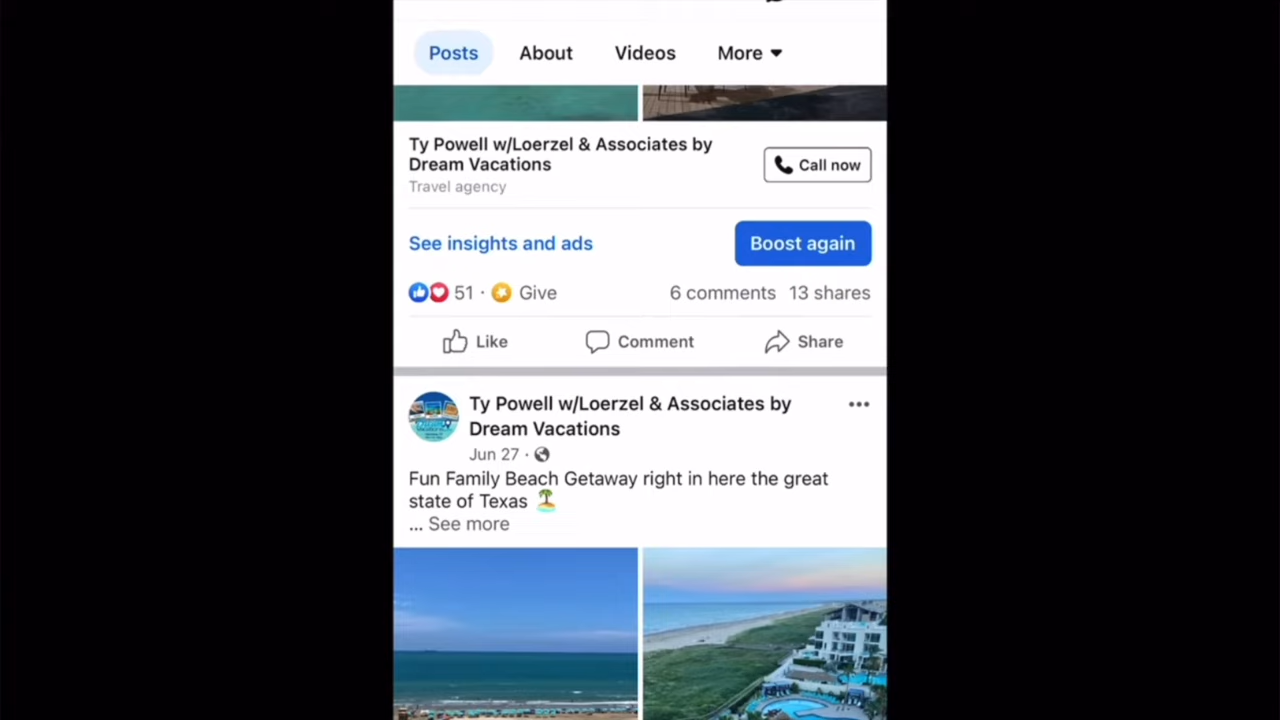 Posts About Videos More
Ty Powell w/Loerzel & Associates by
Dream Vacations
Travel agency
Call now
See insights and ads
Boost again
51 · Give
6 comments 13 shares
Like Comment Share
Ty Powell w/Loerzel & Associates by
Dream Vacations
Jun 27 ·
Fun Family Beach Getaway right in here the great
state of Texas 🏝️
... See more